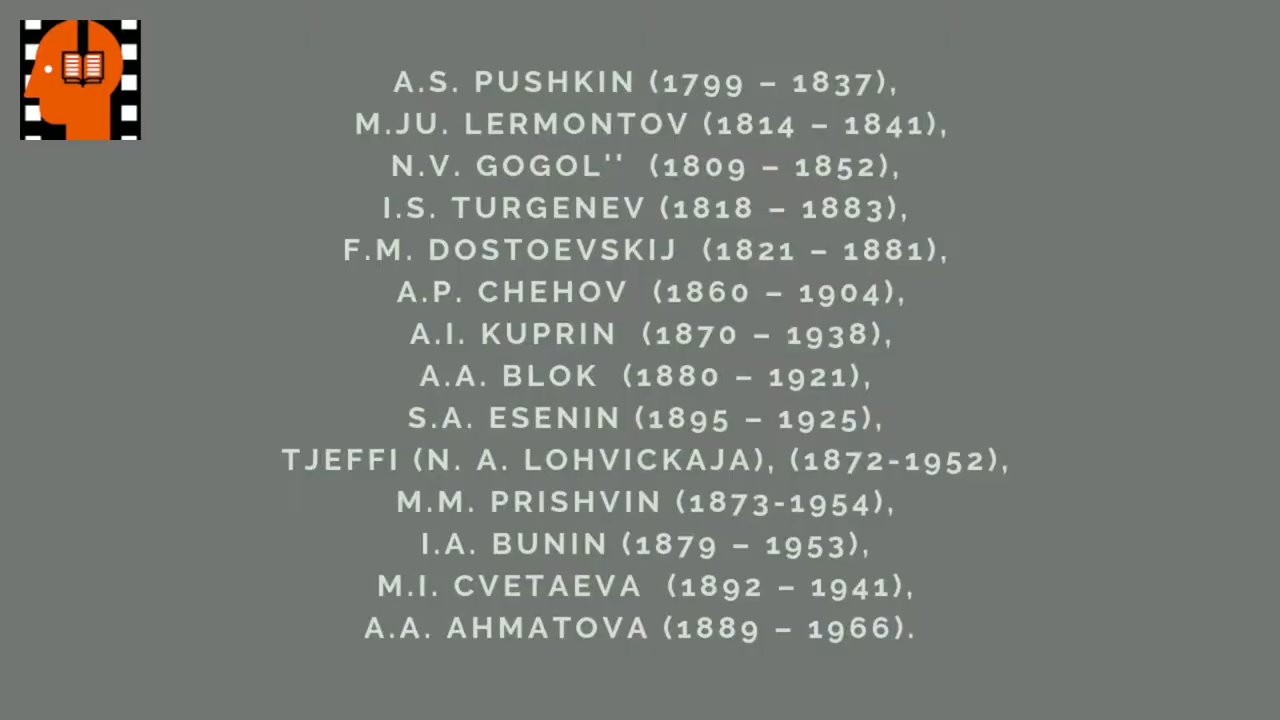 A.S. PUSHKIN (1799 – 1837),
M.JU. LERMONTOV (1814 – 1841),
N.V. GOGOL'' (1809 – 1852),
I.S. TURGENEV (1818 – 1883),
F.M. DOSTOEVSKIJ (1821 – 1881),
A.P. CHEHOV (1860 – 1904),
A.I. KUPRIN (1870 – 1938),
A.A. BLOK (1880 – 1921),
S.A. ESENIN (1895 – 1925),
TJEFFI (N. A. LOHVICKAJA), (1872-1952),
M.M. PRISHVIN (1873-1954),
I.A. BUNIN (1879 – 1953),
M.I. CVETAEVA (1892 – 1941),
A.A. AHMATOVA (1889 – 1966).